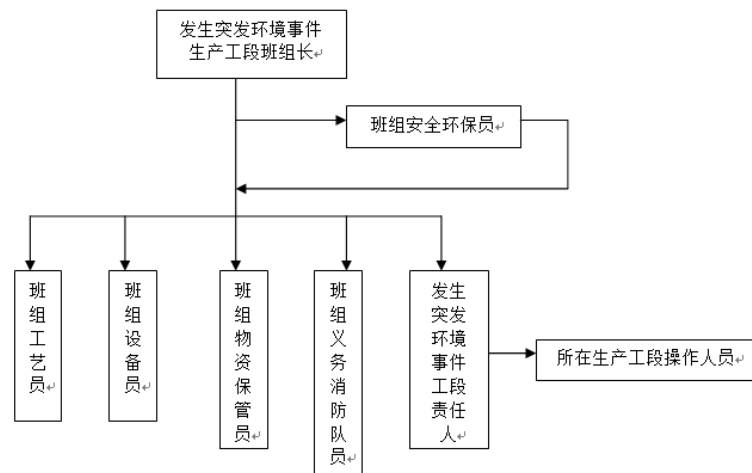 发生突发环境事件
生产工段班组长
班组安全环保员
班组工艺员
班组设备员
班组物资保管员
班组义务消防队员
发生
突发
环境
事件
工段
责任
人
所在生产工段操作人员